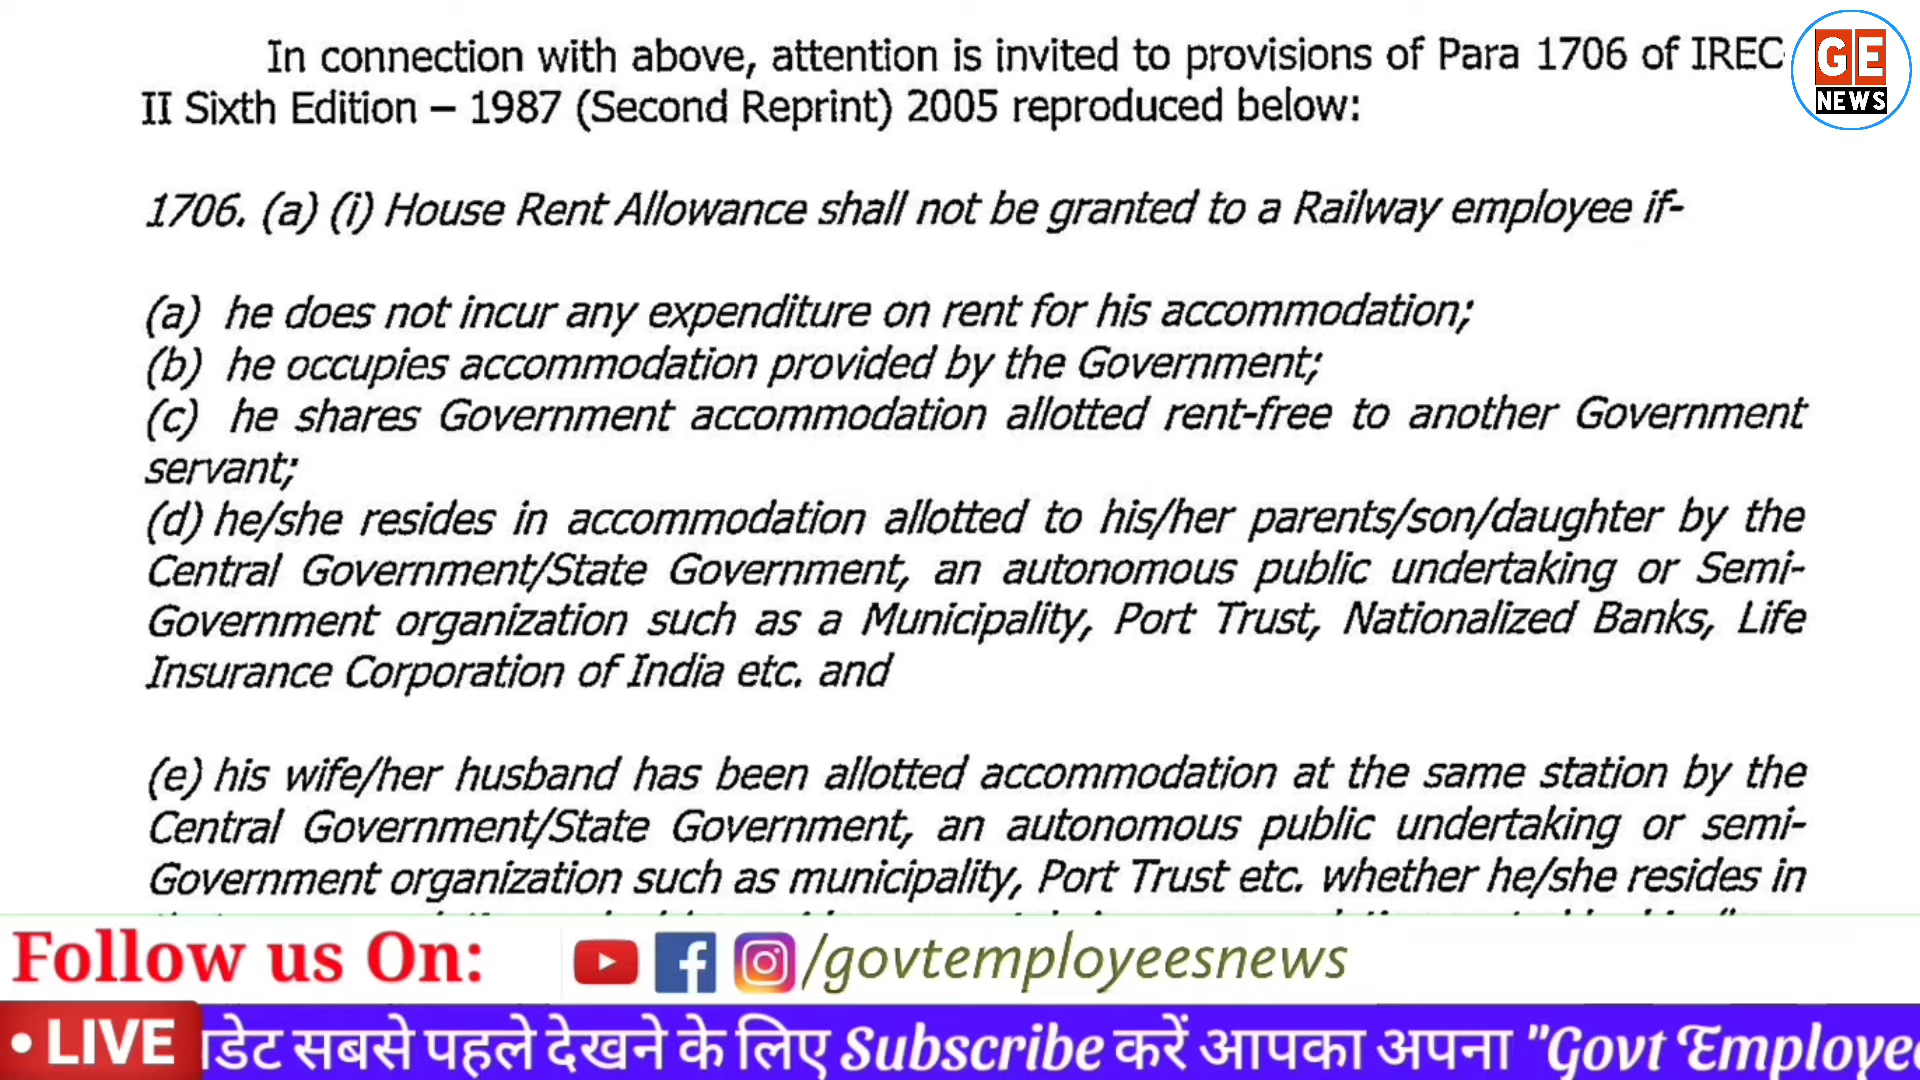 In connection with above, attention is invited to provisions of Para 1706 of IREC-
GE
NEWS
II Sixth Edition – 1987 (Second Reprint) 2005 reproduced below:
1706. (a) (i) House Rent Allowance shall not be granted to a Railway employee if-
(a) he does not incur any expenditure on rent for his accommodation;
(b) he occupies accommodation provided by the Government;
(c) he shares Government accommodation allotted rent-free to another Government
servant;
(d) he/she resides in accommodation allotted to his/her parents/son/daughter by the
Central Government/State Government, an autonomous public undertaking or Semi-
Government organization such as a Municipality, Port Trust, Nationalized Banks, Life
Insurance Corporation of India etc. and
(e) his wife/her husband has been allotted accommodation at the same station by the
Central Government/State Government, an autonomous public undertaking or semi-
Government organization such as municipality, Port Trust etc. whether he/she resides in
Follow us On: /govtemployeesnews
• LIVE
सबसे पहले देखने के लिए Subscribe करें आपका अपना "Govt Employee